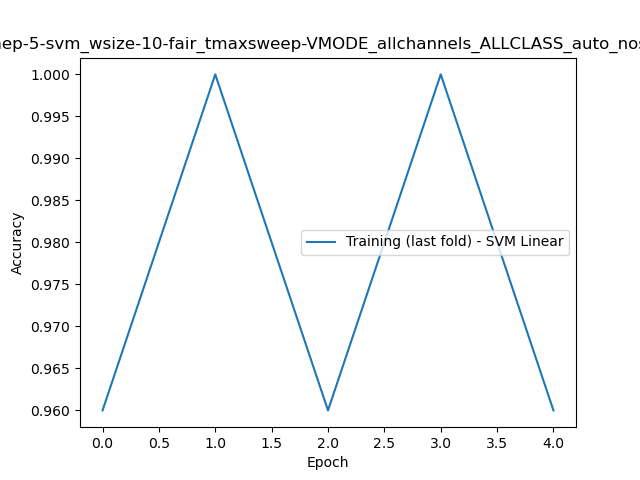 ep-5-svm_wsize-10-fair_tmaxsweep-VMODE_allchannels_ALLCLASS_auto_nos
1.000
0.995
0.990
0.985
0.980
0.975
0.970
0.965
0.960
Accuracy
Training (last fold) - SVM Linear
0.0 0.5 1.0 1.5 2.0 2.5 3.0 3.5 4.0
Epoch